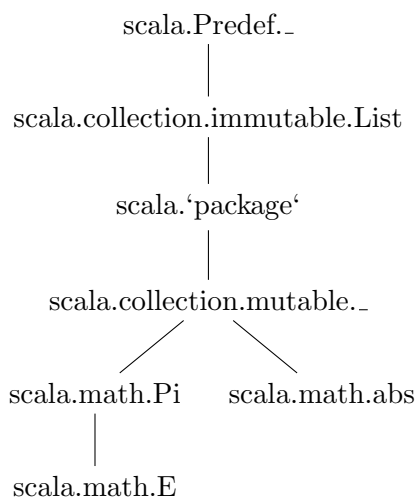 scala.Predef._
scala.collection.immutable.List
scala.‘package‘
scala.collection.mutable._
scala.math.Pi scala.math.abs
scala.math.E